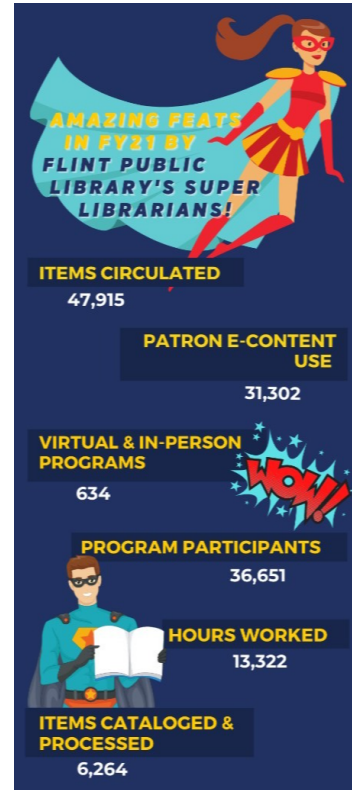 AMAZING FEATS
IN FY21 BY
FLINT PUBLIC
LIBRARY'S SUPER
LIBRARIANS!
ITEMS CIRCULATED
47,915
PATRON E-CONTENT
USE
31,302
VIRTUAL & IN-PERSON
PROGRAMS
634
WOW!
PROGRAM PARTICIPANTS
36,651
HOURS WORKED
13,322
ITEMS CATALOGED &
PROCESSED
6,264